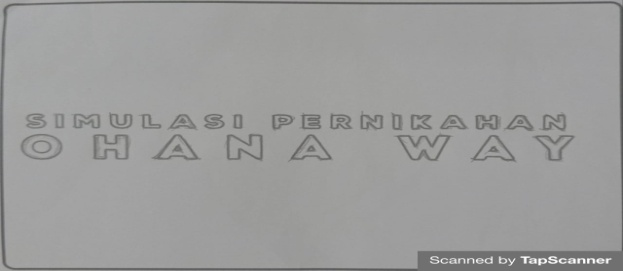 SIMULASI PERNIKAHAN
OHANA WAY
Scanned by TapScanner